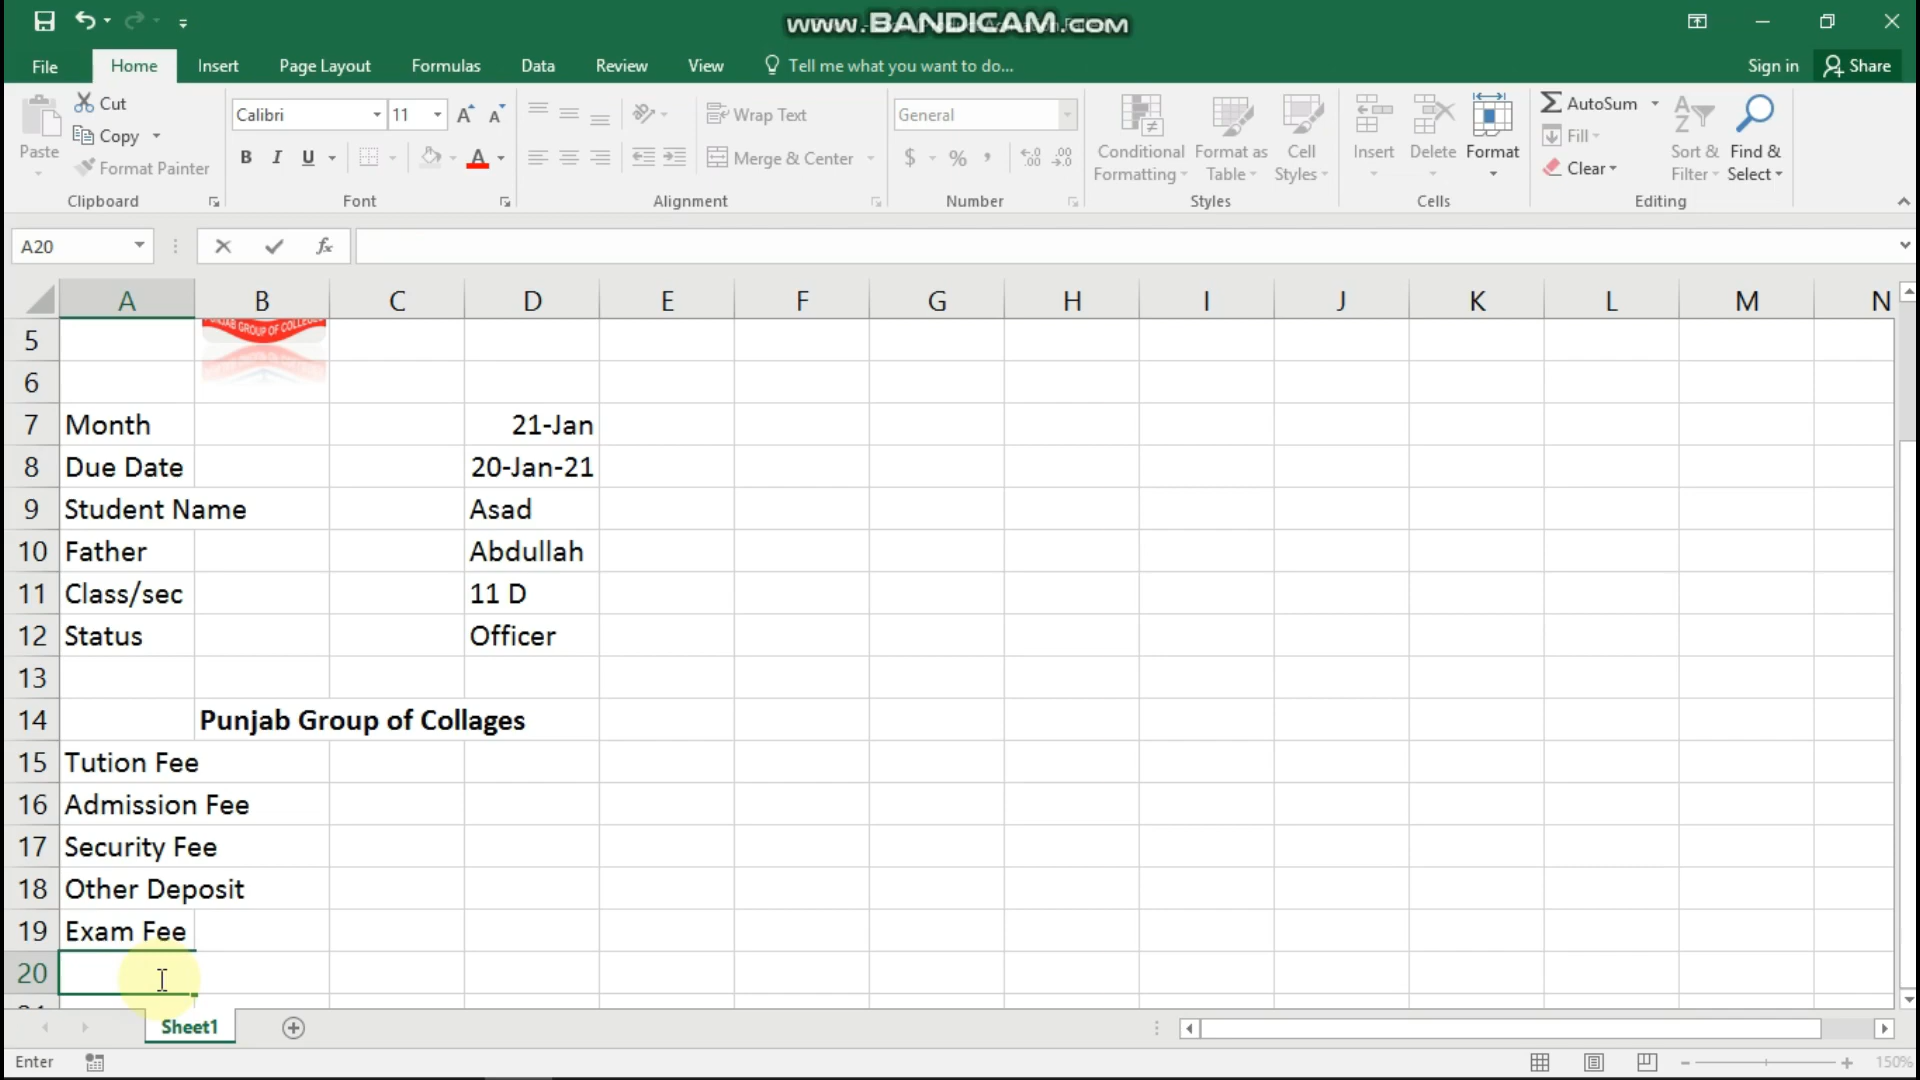 www.BANDICAM.com
File Home Insert Page Layout Formulas Data Review View Tell me what you want to do... Sign in Share
Cut
Copy
Format Painter
Paste
Clipboard
Calibri 11
B I U A
Font
Wrap Text
Merge & Center
Alignment
General
$ % ,
Number
Conditional Formatting
Format as Table
Cell Styles
Styles
Insert Delete Format
Cells
AutoSum
Fill
Clear
Sort & Filter
Find & Select
Editing
A20 fx
A B C D E F G H I J K L M N
5 GROUP OF COLLEGES
6
7 Month 21-Jan
8 Due Date 20-Jan-21
9 Student Name Asad
10 Father Abdullah
11 Class/sec 11 D
12 Status Officer
13
14 Punjab Group of Collages
15 Tution Fee
16 Admission Fee
17 Security Fee
18 Other Deposit
19 Exam Fee
20
Sheet1
Enter 150%